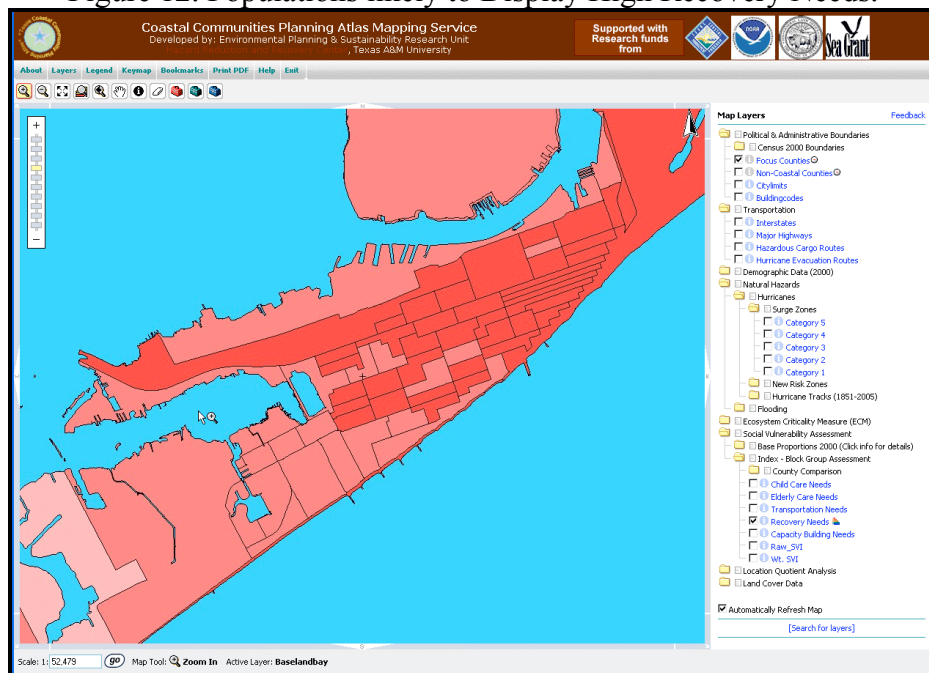 Figure 12: Populations likely to Display High Recovery Needs.
Coastal Communities Planning Atlas Mapping Service
Developed by: Environmental Planning & Sustainability Research Unit
Hazard Reduction and Recovery Center, Texas A&M University
Supported with
Research funds
from
NOAA
Sea Grant
About Layers Legend Keymap Bookmarks Print PDF Help Exit
Map Layers Feedback
Political & Administrative Boundaries
Census 2000 Boundaries
Focus Counties
Non-Coastal Counties
Citylimits
Buildingcodes
Transportation
Interstates
Major Highways
Hazardous Cargo Routes
Hurricane Evacuation Routes
Demographic Data (2000)
Natural Hazards
Hurricanes
Surge Zones
Category 5
Category 4
Category 3
Category 2
Category 1
New Risk Zones
Hurricane Tracks (1851-2005)
Flooding
Ecosystem Criticality Measure (ECM)
Social Vulnerability Assessment
Base Proportions 2000 (Click info for details)
Index - Block Group Assessment
County Comparison
Child Care Needs
Elderly Care Needs
Transportation Needs
Recovery Needs
Capacity Building Needs
Raw_SVI
Wt. SVI
Location Quotient Analysis
Land Cover Data
Automatically Refresh Map
[Search for layers]
Scale: 1: 52,479 go Map Tool: Zoom In Active Layer: Baselandbay